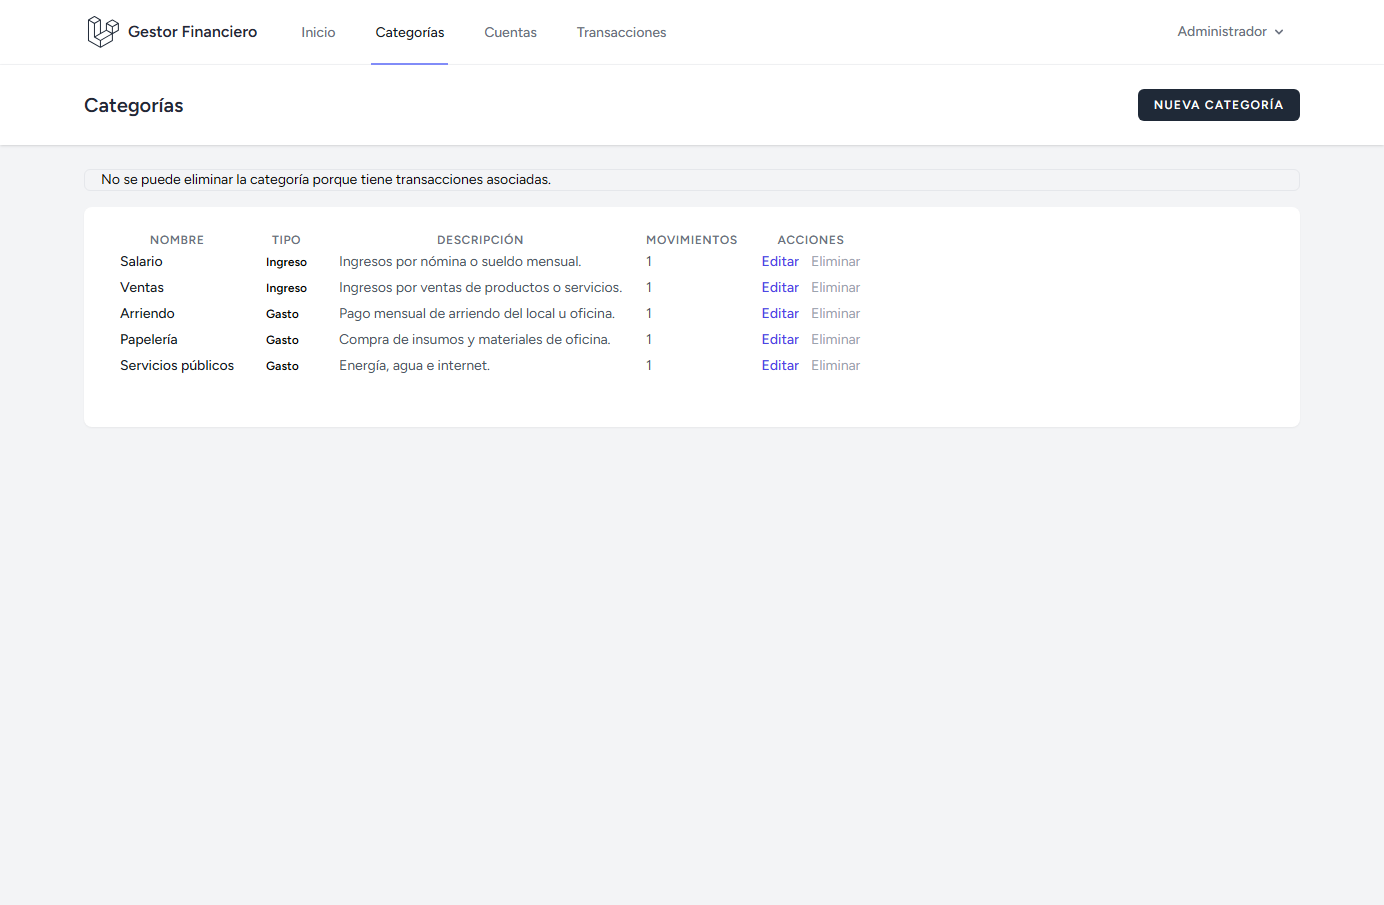 Gestor Financiero Inicio Categorías Cuentas Transacciones Administrador
Categorías NUEVA CATEGORÍA
No se puede eliminar la categoría porque tiene transacciones asociadas.
NOMBRE TIPO DESCRIPCIÓN MOVIMIENTOS ACCIONES
Salario Ingreso Ingresos por nómina o sueldo mensual. 1 Editar Eliminar
Ventas Ingreso Ingresos por ventas de productos o servicios. 1 Editar Eliminar
Arriendo Gasto Pago mensual de arriendo del local u oficina. 1 Editar Eliminar
Papelería Gasto Compra de insumos y materiales de oficina. 1 Editar Eliminar
Servicios públicos Gasto Energía, agua e internet. 1 Editar Eliminar